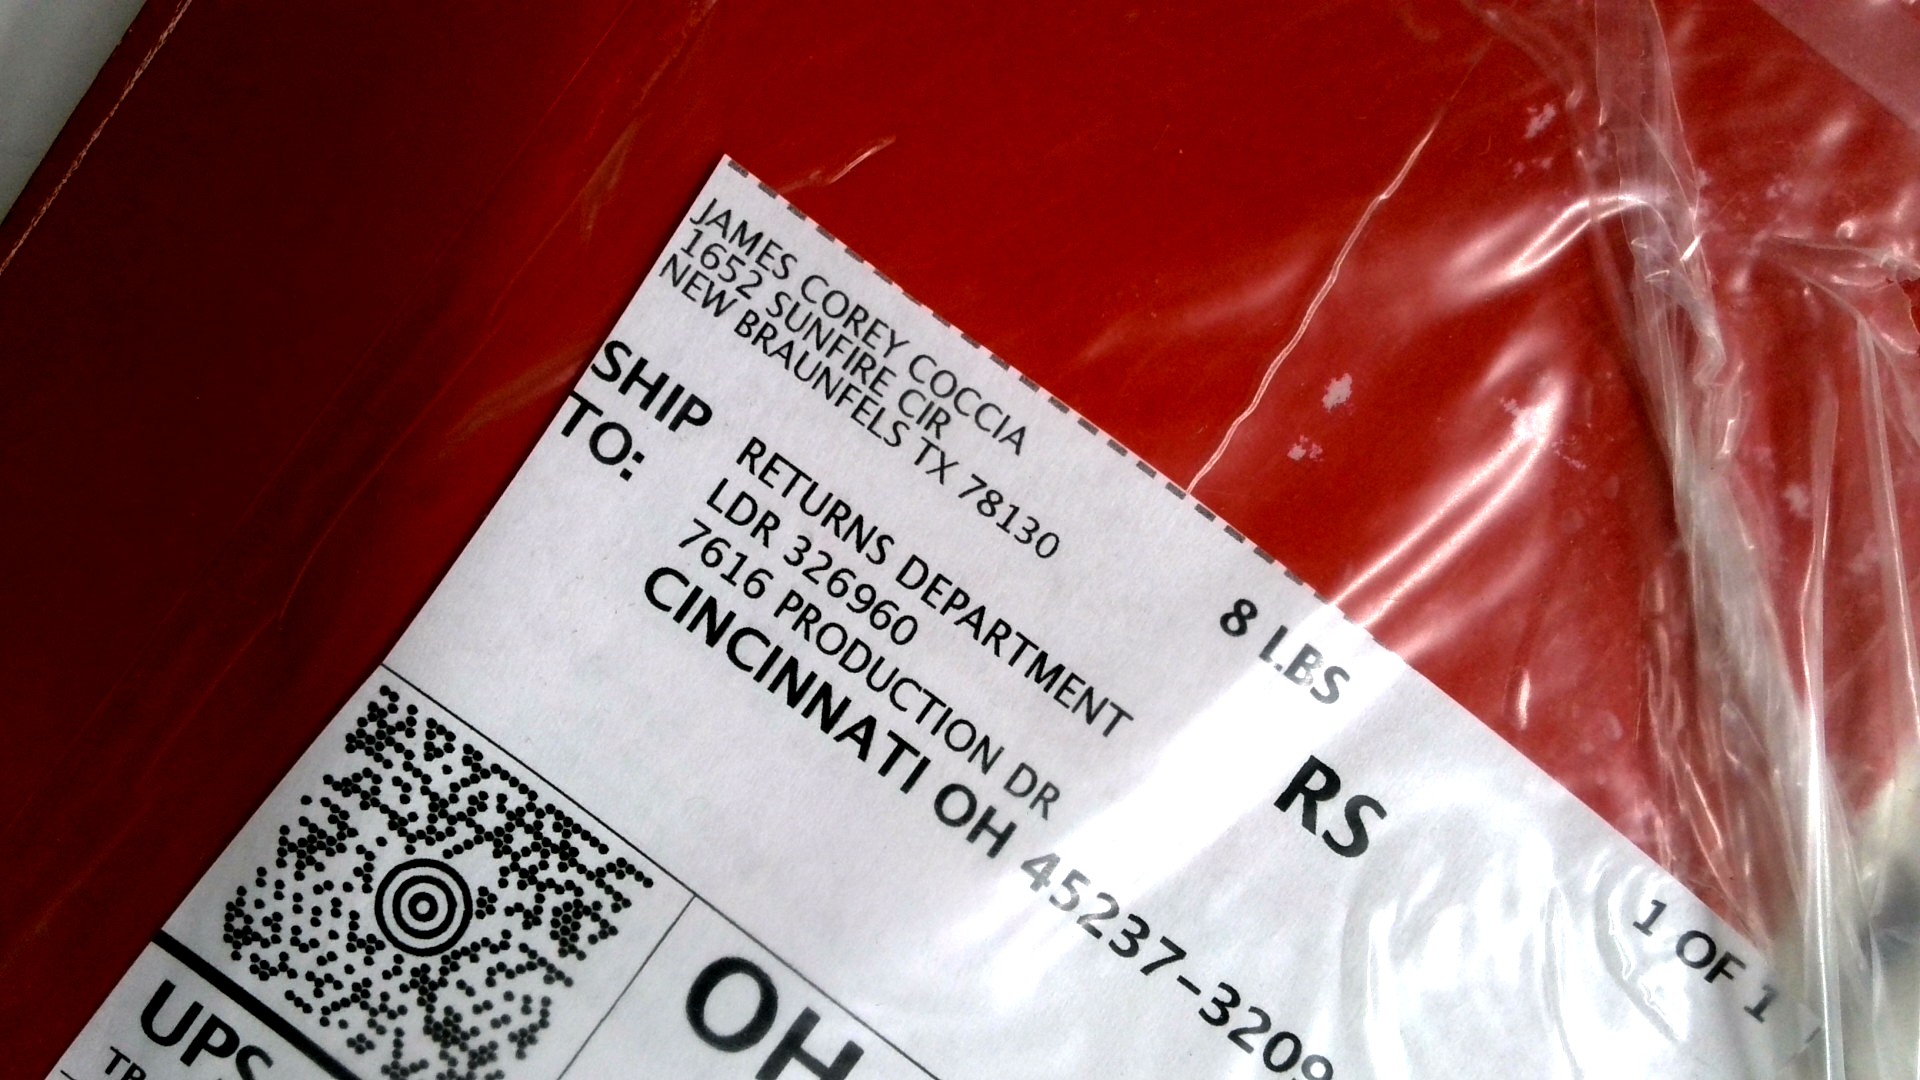 JAMES COREY COCCIA
1652 SUNFIRE CIR
NEW BRAUNFELS TX 78130
8 LBS
1 OF 1
SHIP
TO:
RETURNS DEPARTMENT
LDR 326960
7616 PRODUCTION DR
CINCINNATI OH 45237-3209
RS
OH
UPS